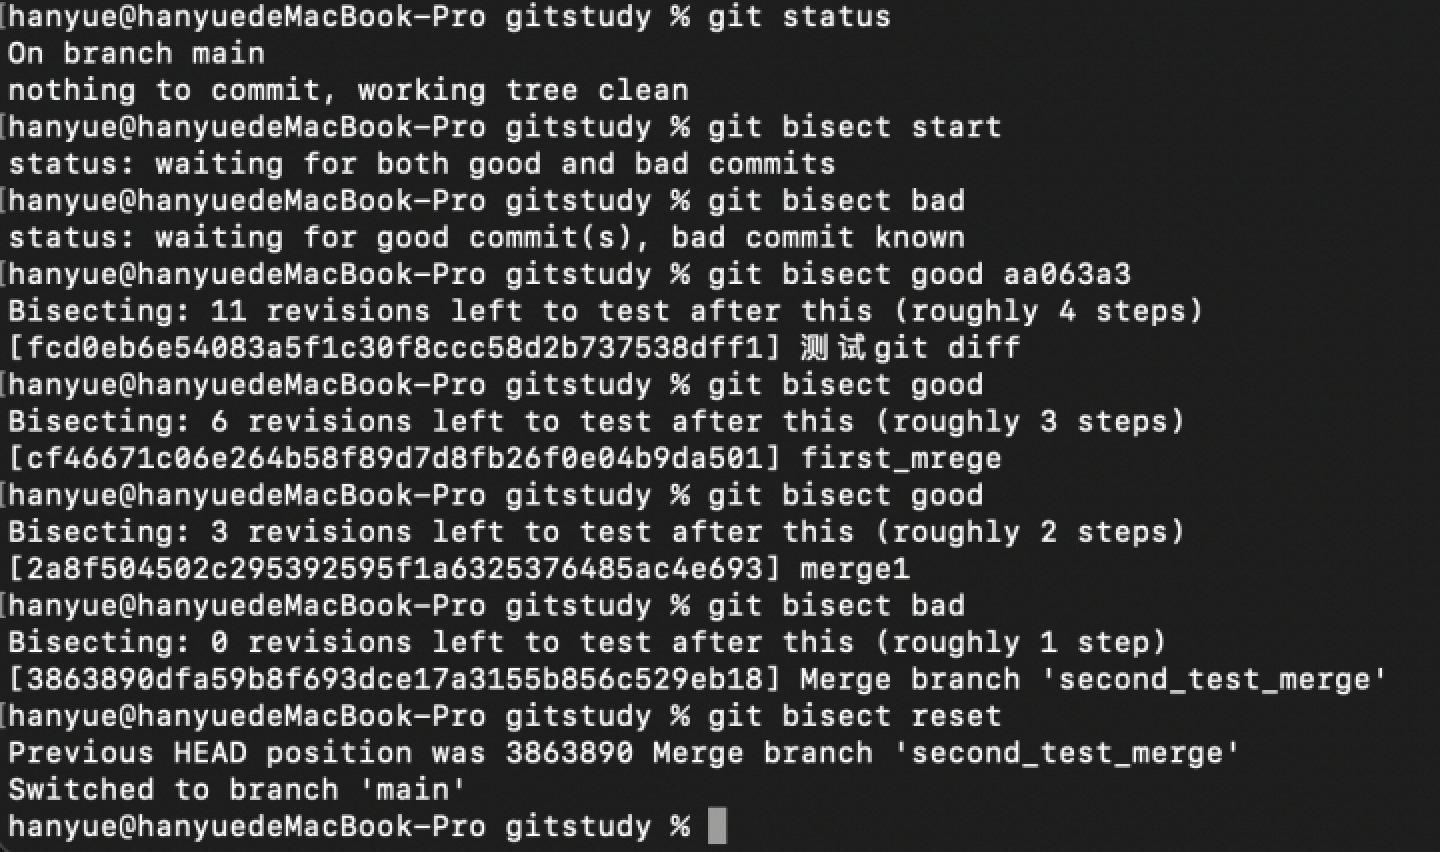 [hanyue@hanyuedeMacBook-Pro gitstudy % git status
On branch main
nothing to commit, working tree clean
[hanyue@hanyuedeMacBook-Pro gitstudy % git bisect start
status: waiting for both good and bad commits
[hanyue@hanyuedeMacBook-Pro gitstudy % git bisect bad
status: waiting for good commit(s), bad commit known
[hanyue@hanyuedeMacBook-Pro gitstudy % git bisect good aa063a3
Bisecting: 11 revisions left to test after this (roughly 4 steps)
[fcd0eb6e54083a5f1c30f8ccc58d2b737538dff1] 测试git diff
[hanyue@hanyuedeMacBook-Pro gitstudy % git bisect good
Bisecting: 6 revisions left to test after this (roughly 3 steps)
[cf46671c06e264b58f89d7d8fb26f0e04b9da501] first_mrege
[hanyue@hanyuedeMacBook-Pro gitstudy % git bisect good
Bisecting: 3 revisions left to test after this (roughly 2 steps)
[2a8f504502c295392595f1a6325376485ac4e693] merge1
[hanyue@hanyuedeMacBook-Pro gitstudy % git bisect bad
Bisecting: 0 revisions left to test after this (roughly 1 step)
[3863890dfa59b8f693dce17a3155b856c529eb18] Merge branch 'second_test_merge'
[hanyue@hanyuedeMacBook-Pro gitstudy % git bisect reset
Previous HEAD position was 3863890 Merge branch 'second_test_merge'
Switched to branch 'main'
hanyue@hanyuedeMacBook-Pro gitstudy %